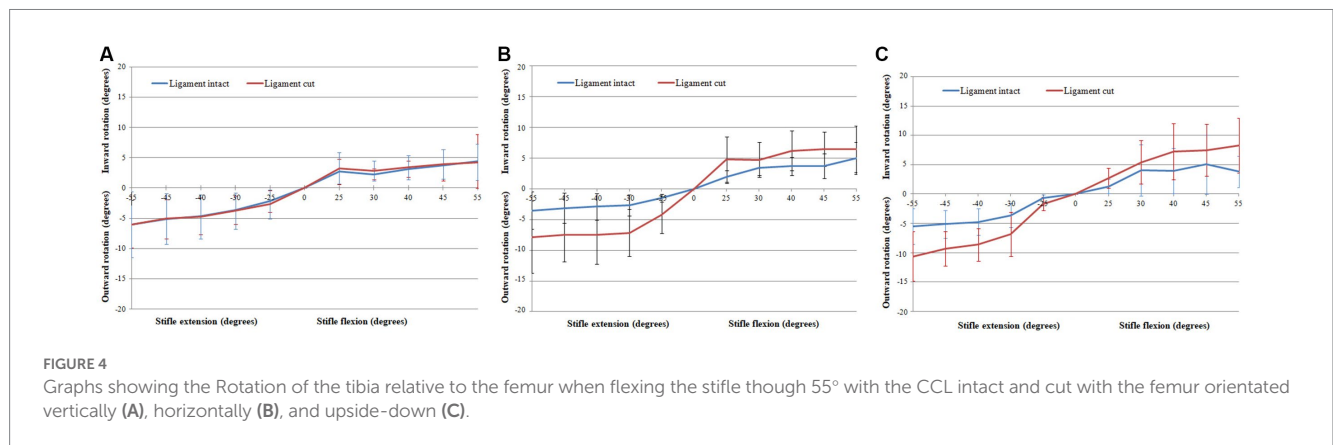 A
Ligament intact Ligament cut
Inward rotation (degrees)
Outward rotation (degrees)
20
15
10
5
0
-5
-10
-15
-20
-55 -45 -40 -30 -25 0 25 30 40 45 55
Stifle extension (degrees) Stifle flexion (degrees)
B
Ligament intact Ligament cut
Inward rotation (degrees)
Outward rotation (degrees)
20
15
10
5
0
-5
-10
-15
-20
-55 -45 -40 -30 -25 0 25 30 40 45 55
Stifle extension (degrees) Stifle flexion (degrees)
C
Ligament intact Ligament cut
Inward rotation (degrees)
Outward rotation (degrees)
20
15
10
5
0
-5
-10
-15
-20
-55 -45 -40 -30 -25 0 25 30 40 45 55
Stifle extension (degrees) Stifle flexion (degrees)
FIGURE 4
Graphs showing the Rotation of the tibia relative to the femur when flexing the stifle though 55° with the CCL intact and cut with the femur orientated
vertically (A), horizontally (B), and upside-down (C).